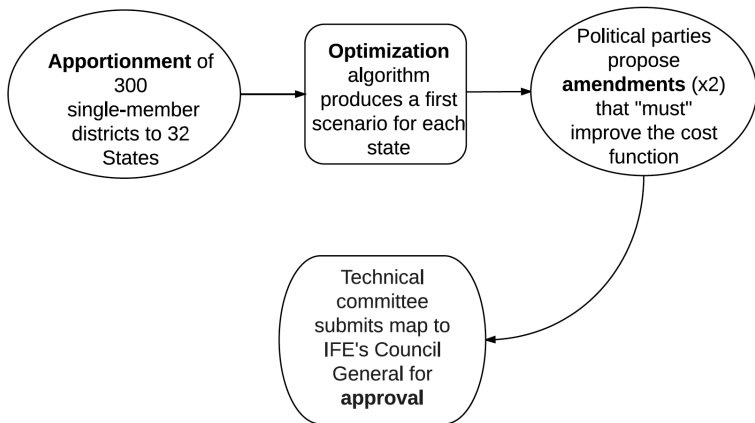 Apportionment of
300
single-member
districts to 32
States
Optimization
algorithm
produces a first
scenario for each
state
Political parties
propose
amendments (x2)
that "must"
improve the cost
function
Technical
committee
submits map to
IFE's Council
General for
approval